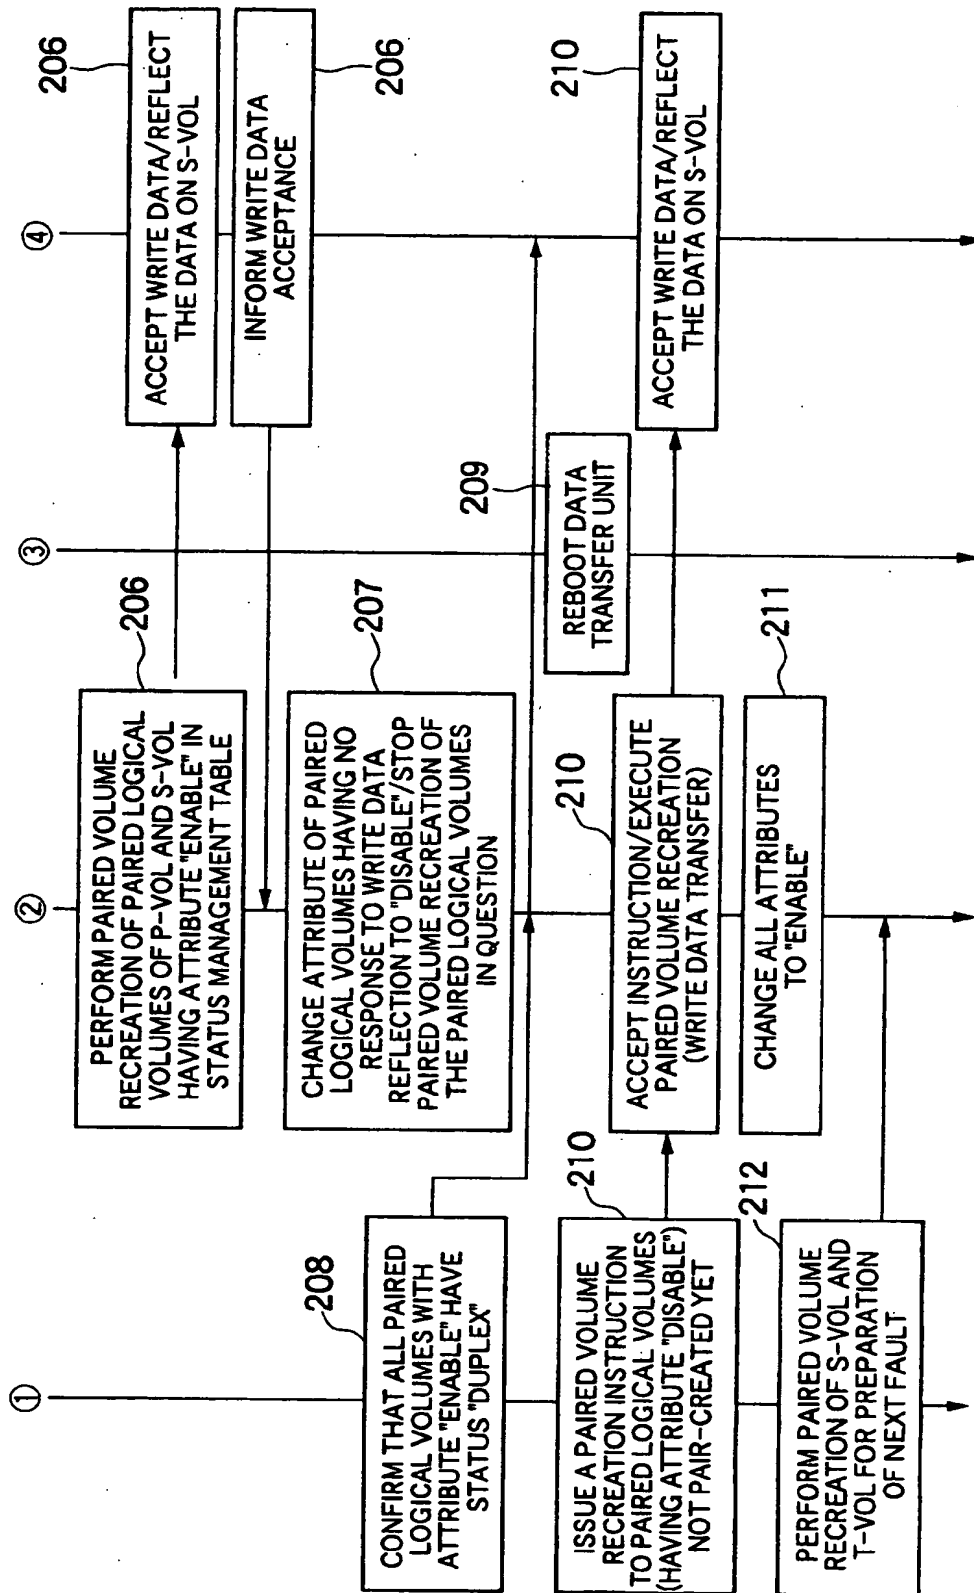 ①
②
③
④
206
PERFORM PAIRED VOLUME
RECREATION OF PAIRED LOGICAL
VOLUMES OF P-VOL AND S-VOL
HAVING ATTRIBUTE "ENABLE" IN
STATUS MANAGEMENT TABLE
206
ACCEPT WRITE DATA/REFLECT
THE DATA ON S-VOL
206
INFORM WRITE DATA
ACCEPTANCE
207
CHANGE ATTRIBUTE OF PAIRED
LOGICAL VOLUMES HAVING NO
RESPONSE TO WRITE DATA
REFLECTION TO "DISABLE"/STOP
PAIRED VOLUME RECREATION OF
THE PAIRED LOGICAL VOLUMES
IN QUESTION
208
CONFIRM THAT ALL PAIRED
LOGICAL VOLUMES WITH
ATTRIBUTE "ENABLE" HAVE
STATUS "DUPLEX"
209
REBOOT DATA
TRANSFER UNIT
210
ISSUE A PAIRED VOLUME
RECREATION INSTRUCTION
TO PAIRED LOGICAL VOLUMES
(HAVING ATTRIBUTE "DISABLE")
NOT PAIR-CREATED YET
210
ACCEPT INSTRUCTION/EXECUTE
PAIRED VOLUME RECREATION
(WRITE DATA TRANSFER)
210
ACCEPT WRITE DATA/REFLECT
THE DATA ON S-VOL
211
CHANGE ALL ATTRIBUTES
TO "ENABLE"
212
PERFORM PAIRED VOLUME
RECREATION OF S-VOL AND
T-VOL FOR PREPARATION
OF NEXT FAULT